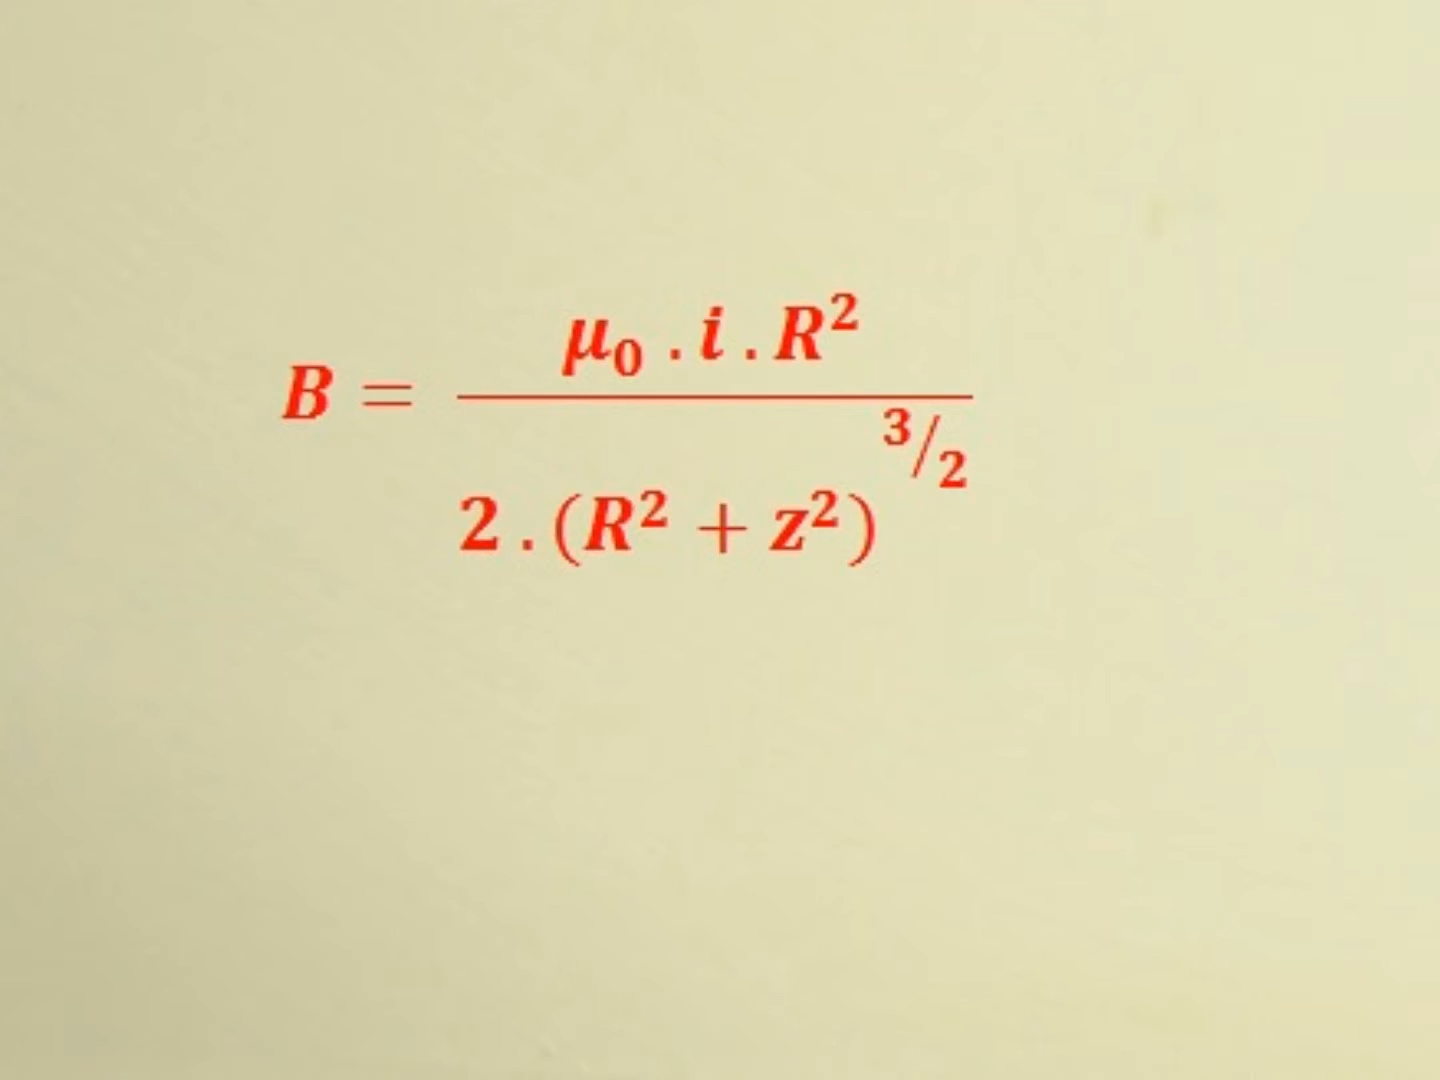 B = μ₀ . i . R² / 2 . (R² + z²)^3/2